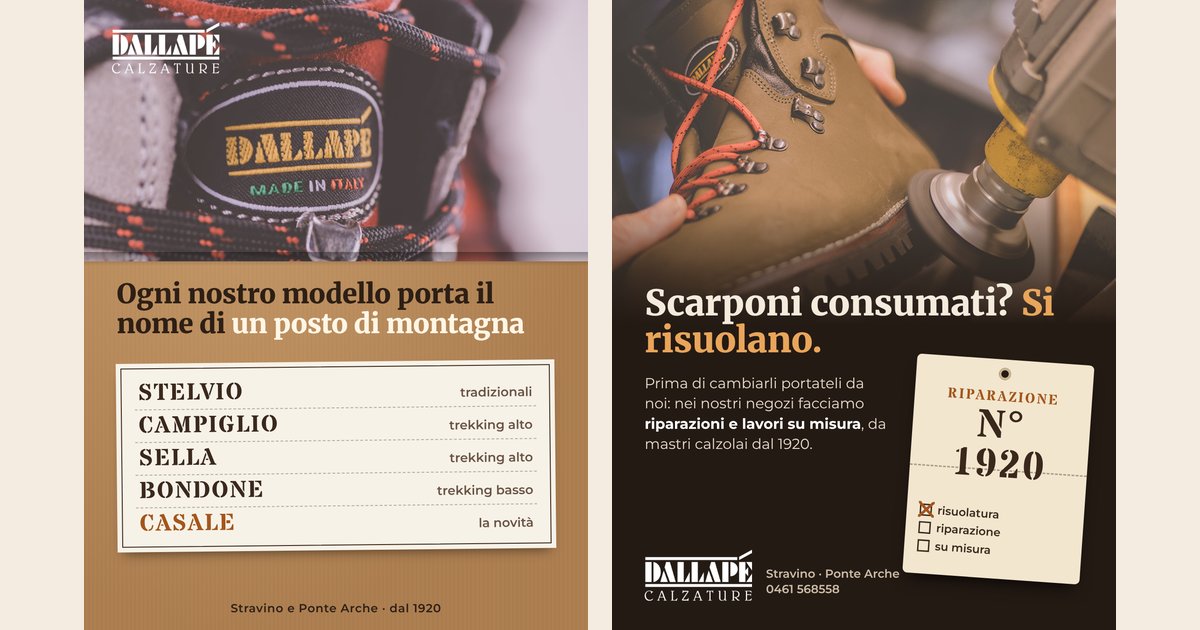 DALLAPÉ
CALZATURE
DALLAPÉ
MADE IN ITALY
Ogni nostro modello porta il
nome di un posto di montagna
STELVIO tradizionali
CAMPIGLIO trekking alto
SELLA trekking alto
BONDONE trekking basso
CASALE la novità
Stravino e Ponte Arche · dal 1920
DALLAPÉ
Scarponi consumati? Si
risuolano.
Prima di cambiarli portateli da
noi: nei nostri negozi facciamo
riparazioni e lavori su misura, da
mastri calzolai dal 1920.
RIPARAZIONE
N°
1920
risuolatura
riparazione
su misura
DALLAPÉ
CALZATURE
Stravino · Ponte Arche
0461 568558